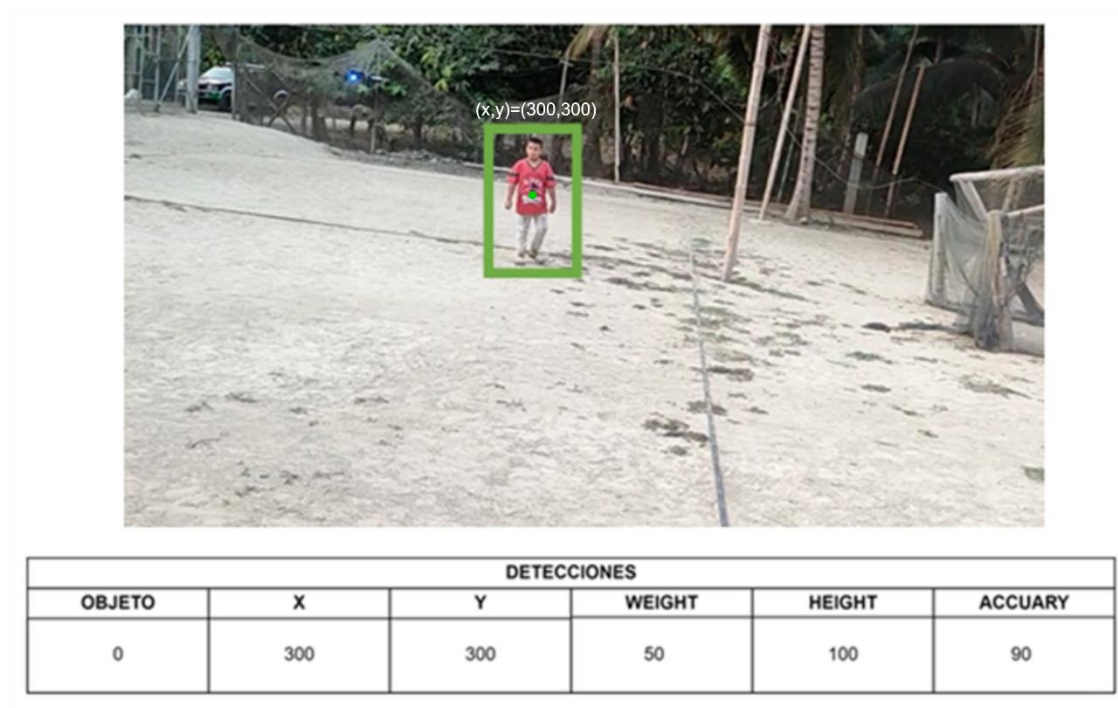 (x,y)=(300,300)
DETECCIONES
OBJETO X Y WEIGHT HEIGHT ACCUARY
0 300 300 50 100 90